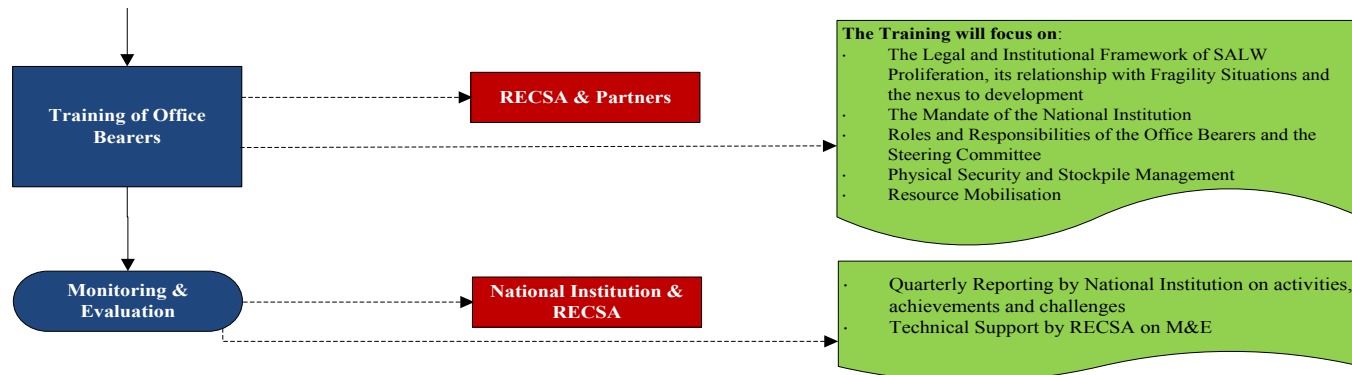 Training of Office
Bearers
RECSA & Partners
The Training will focus on:
· The Legal and Institutional Framework of SALW
Proliferation, its relationship with Fragility Situations and
the nexus to development
· The Mandate of the National Institution
· Roles and Responsibilities of the Office Bearers and the
Steering Committee
· Physical Security and Stockpile Management
· Resource Mobilisation
Monitoring &
Evaluation
National Institution &
RECSA
· Quarterly Reporting by National Institution on activities,
achievements and challenges
· Technical Support by RECSA on M&E